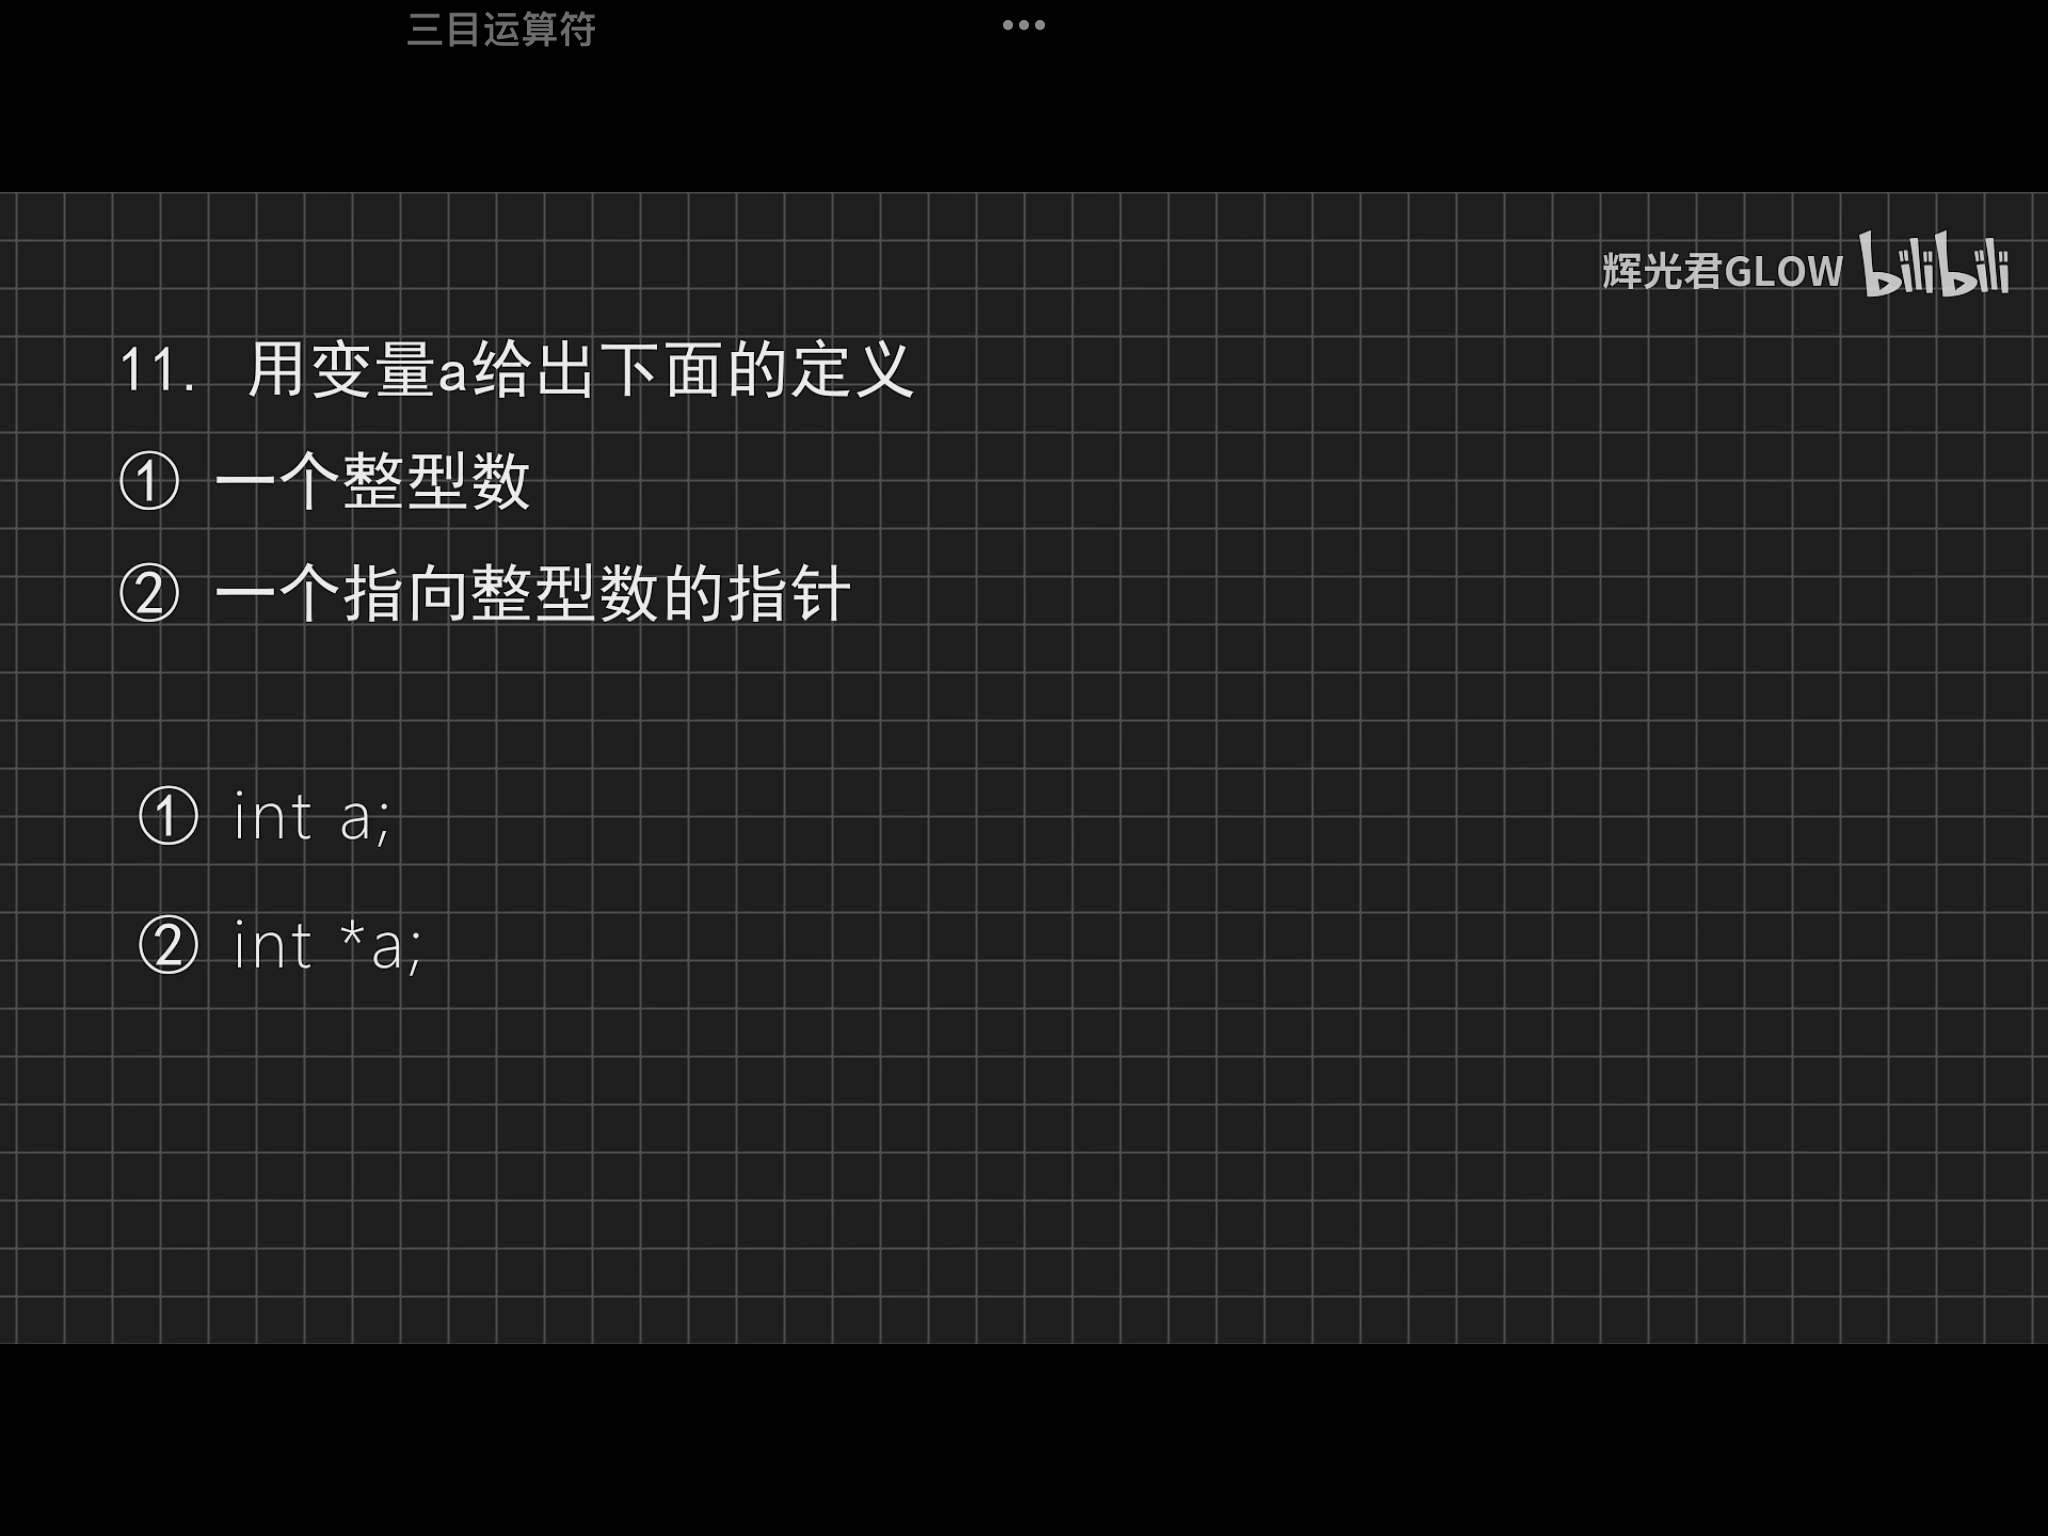 三目运算符
辉光君GLOW bilibili
11. 用变量a给出下面的定义
① 一个整型数
② 一个指向整型数的指针
① int a;
② int *a;